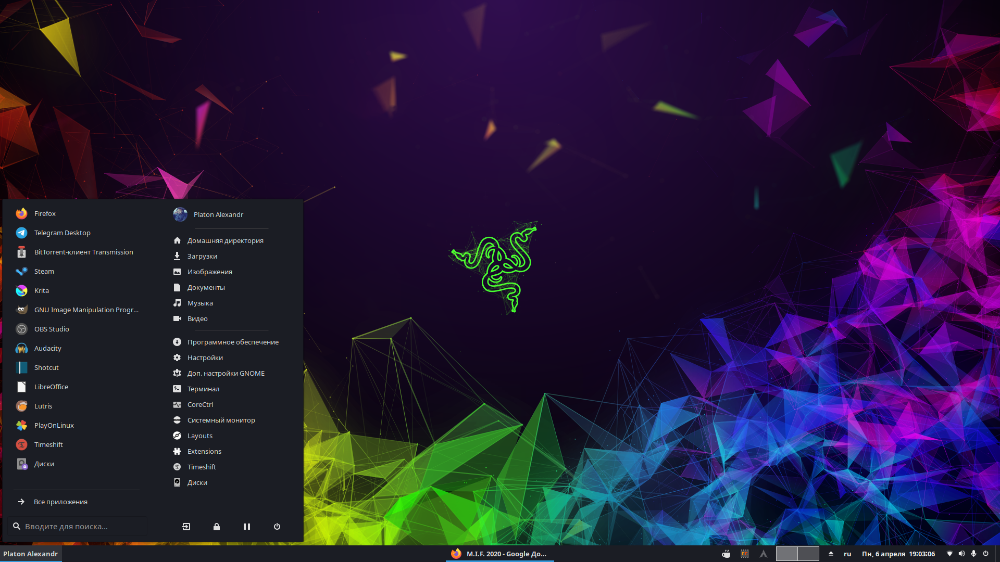 Firefox
Telegram Desktop
BitTorrent-клиент Transmission
Steam
Krita
GNU Image Manipulation Progr...
OBS Studio
Audacity
Shotcut
LibreOffice
Lutris
PlayOnLinux
Timeshift
Диски
Все приложения
Вводите для поиска...
Platon Alexandr
Домашняя директория
Загрузки
Изображения
Документы
Музыка
Видео
Программное обеспечение
Настройки
Доп. настройки GNOME
Терминал
CoreCtrl
Системный монитор
Layouts
Extensions
Timeshift
Диски
Platon Alexandr
M.I.F. 2020 - Google До...
ru
Пн, 6 апреля 19:03:06